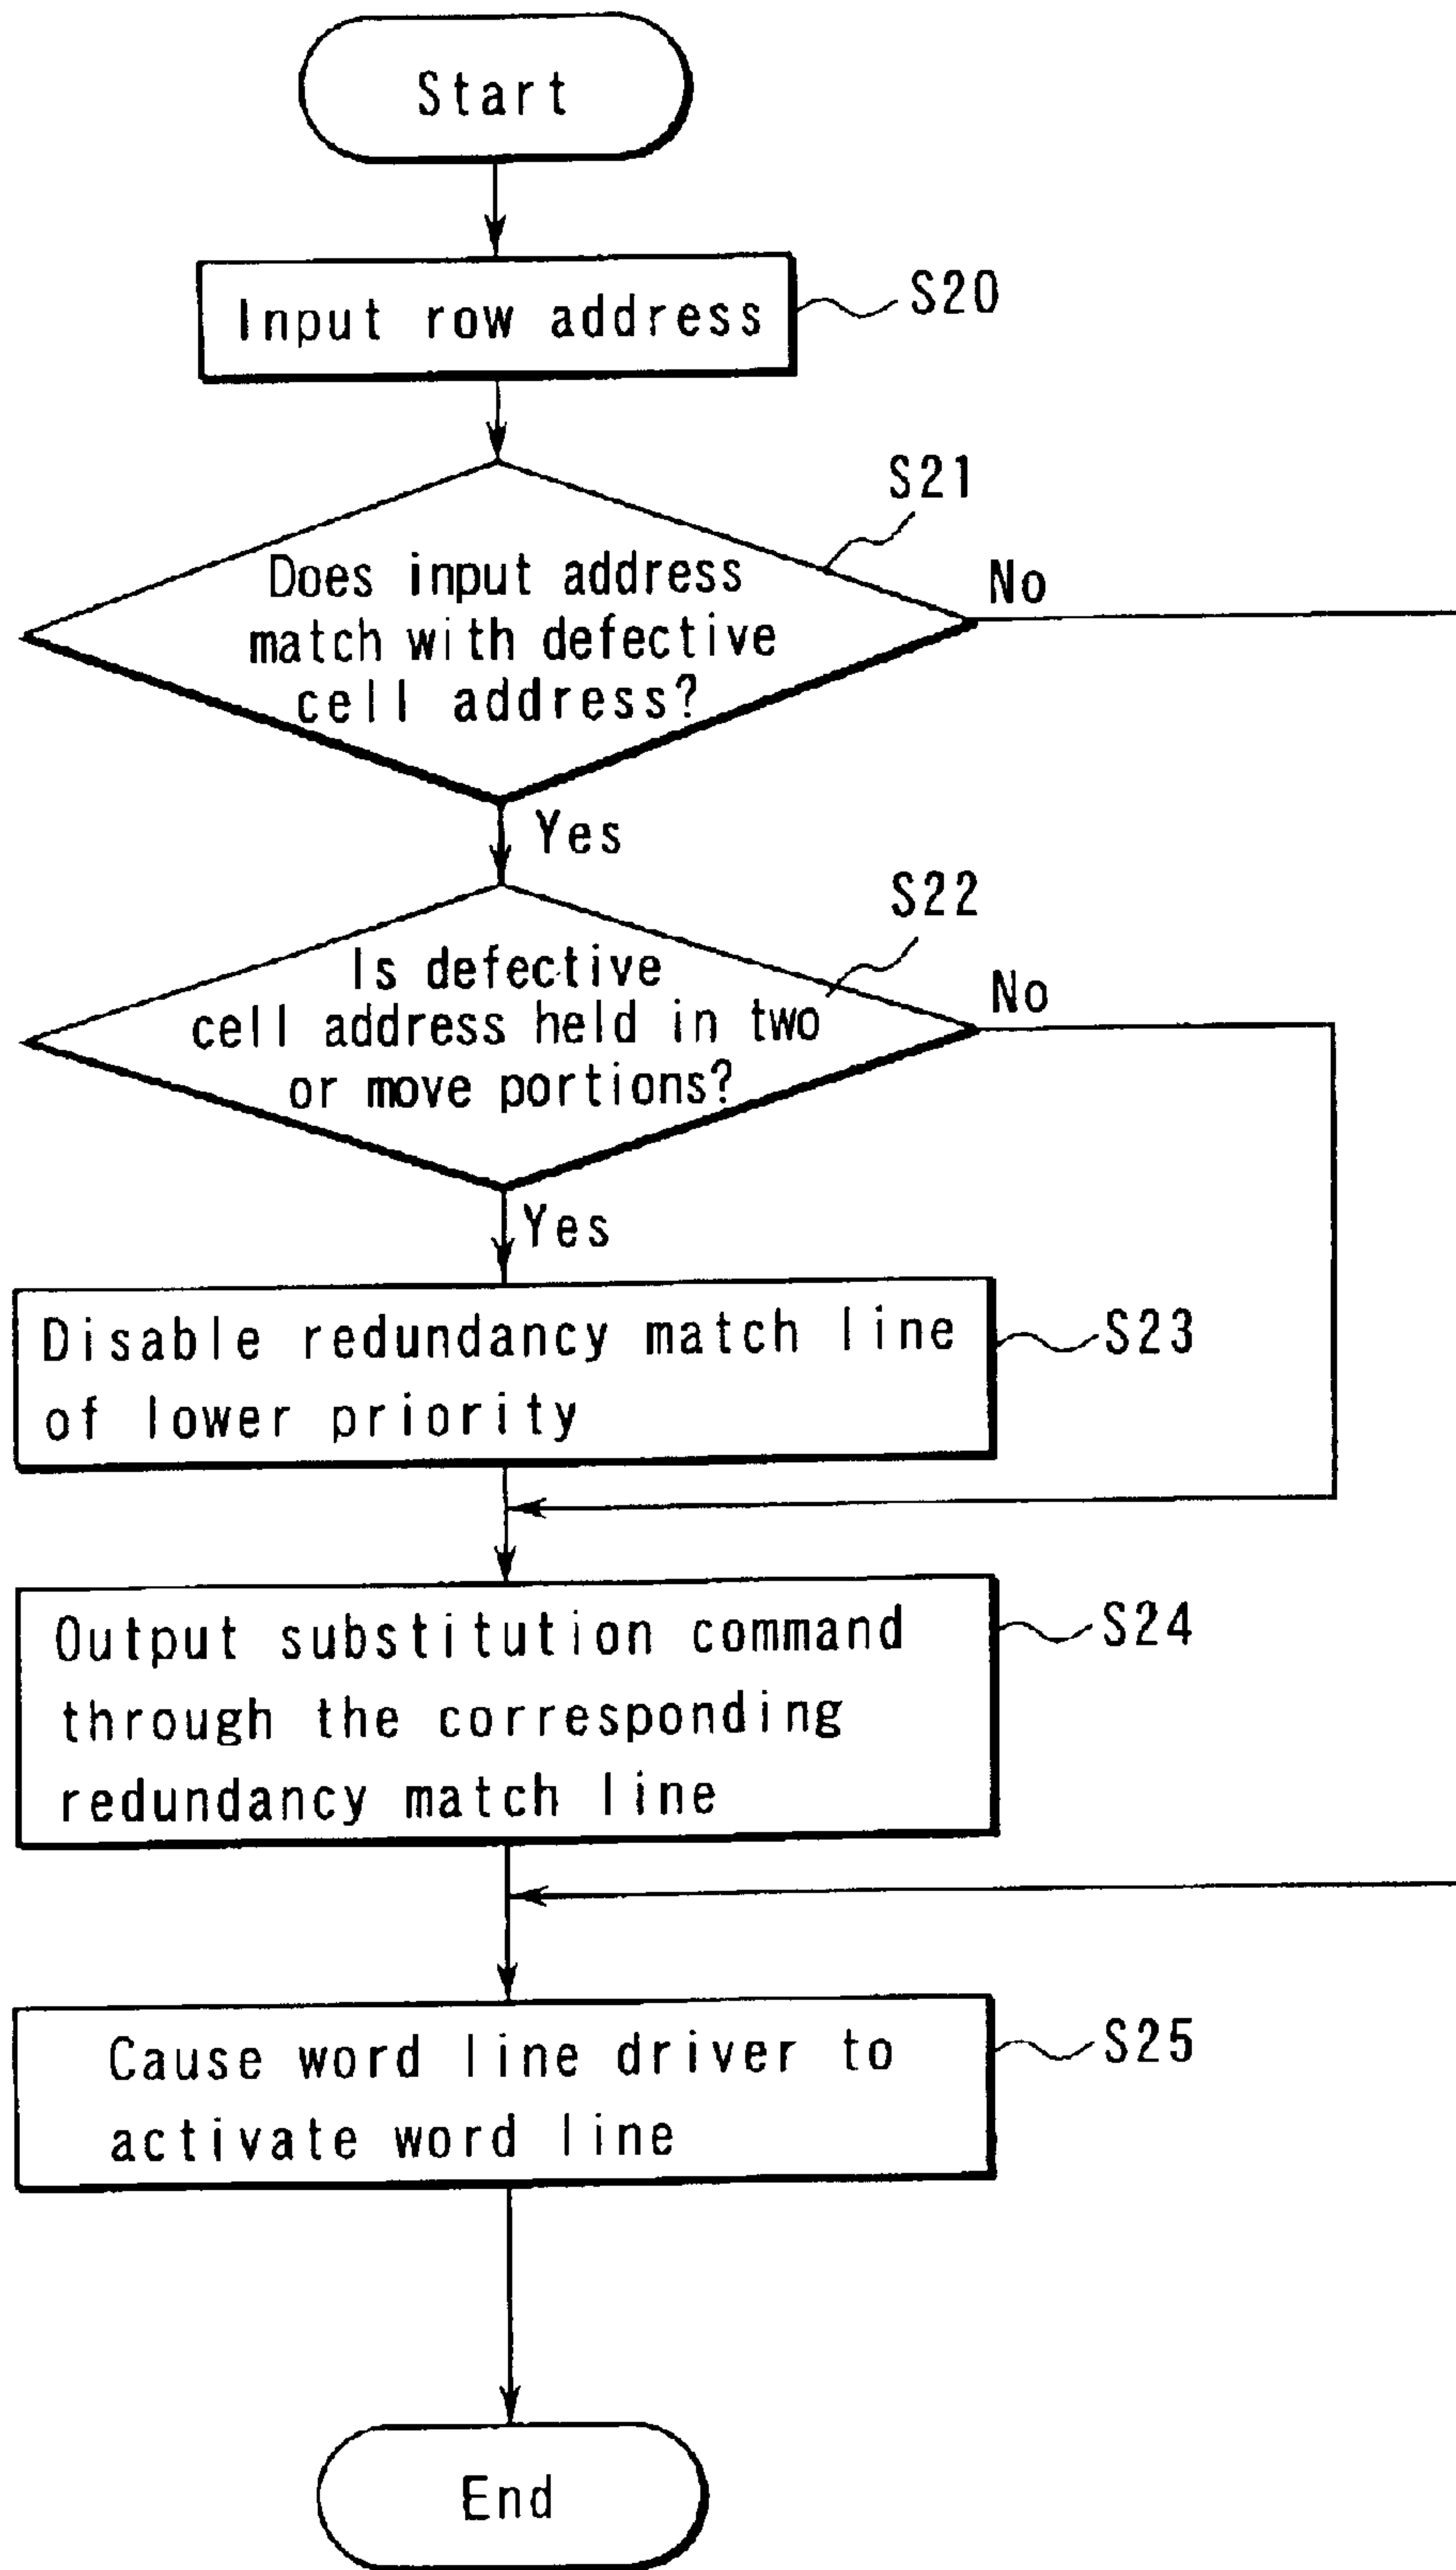 Start
Input row address
S20
S21
Does input address
match with defective
cell address?
No
Yes
S22
Is defective
cell address held in two
or move portions?
No
Yes
Disable redundancy match line
of lower priority
S23
Output substitution command
through the corresponding
redundancy match line
S24
Cause word line driver to
activate word line
S25
End